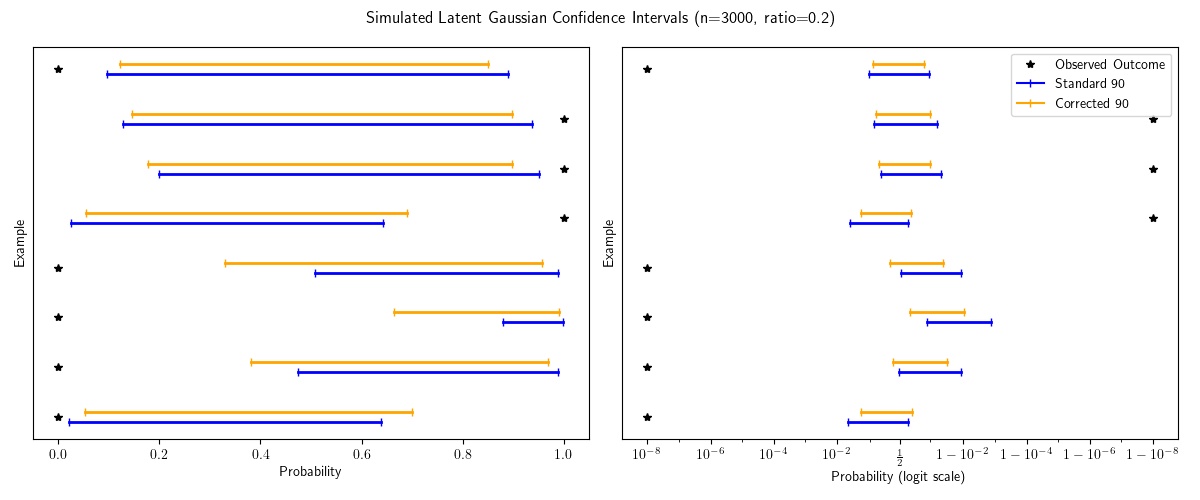 Simulated Latent Gaussian Confidence Intervals (n=3000, ratio=0.2)
Example
0.0 0.2 0.4 0.6 0.8 1.0
Probability
Observed Outcome
Standard 90
Corrected 90
Example
10⁻⁸ 10⁻⁶ 10⁻⁴ 10⁻² ½ 1 − 10⁻² 1 − 10⁻⁴ 1 − 10⁻⁶ 1 − 10⁻⁸
Probability (logit scale)